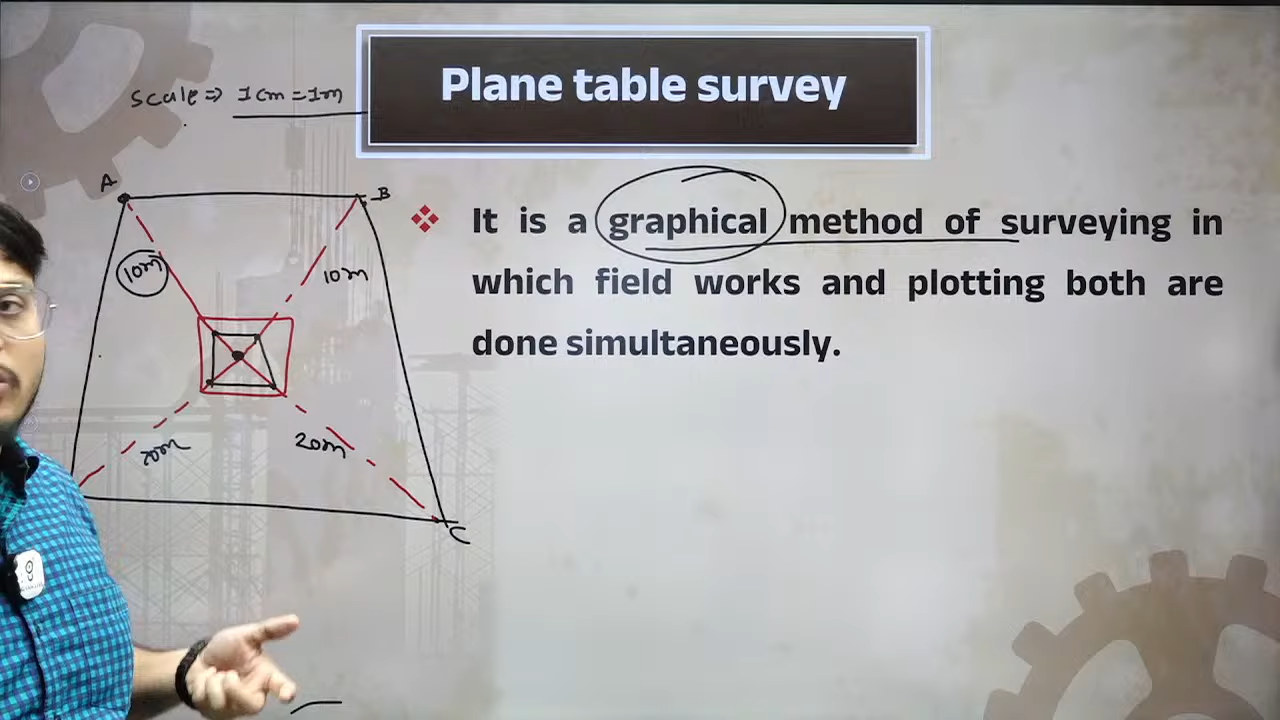 Plane table survey
scale ⇒ 1cm = 1m
A
B
10m
10m
20m
20m
C
It is a graphical method of surveying in
which field works and plotting both are
done simultaneously.